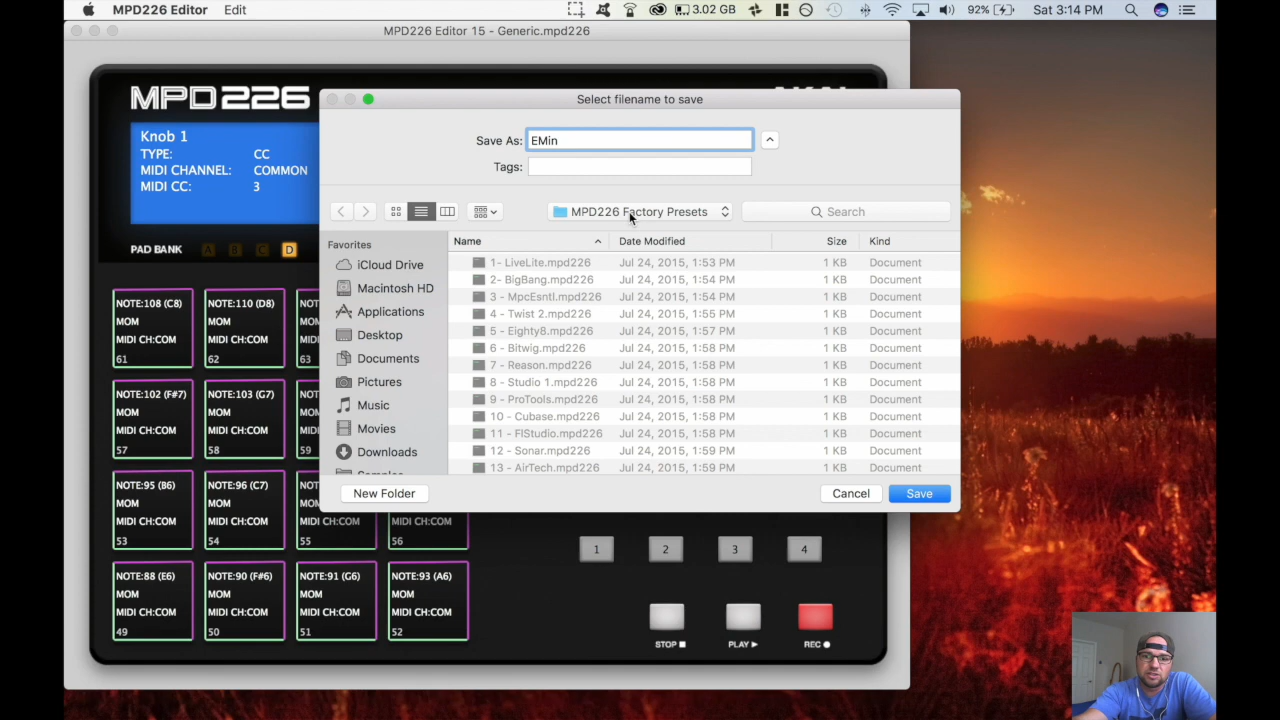 MPD226 Editor Edit 3.02 GB 92% Sat 3:14 PM
MPD226 Editor 15 - Generic.mpd226
MPD226
Select filename to save
Knob 1
TYPE: CC
MIDI CHANNEL: COMMON
MIDI CC: 3
PAD BANK A B C D
Save As: EMin
Tags:
MPD226 Factory Presets
Search
Favorites
iCloud Drive
Macintosh HD
Applications
Desktop
Documents
Pictures
Music
Movies
Downloads
Name Date Modified Size Kind
1- LiveLite.mpd226 Jul 24, 2015, 1:53 PM 1 KB Document
2- BigBang.mpd226 Jul 24, 2015, 1:54 PM 1 KB Document
3 - MpcEsntl.mpd226 Jul 24, 2015, 1:54 PM 1 KB Document
4 - Twist 2.mpd226 Jul 24, 2015, 1:55 PM 1 KB Document
5 - Eighty8.mpd226 Jul 24, 2015, 1:57 PM 1 KB Document
6 - Bitwig.mpd226 Jul 24, 2015, 1:58 PM 1 KB Document
7 - Reason.mpd226 Jul 24, 2015, 1:58 PM 1 KB Document
8 - Studio 1.mpd226 Jul 24, 2015, 1:58 PM 1 KB Document
9 - ProTools.mpd226 Jul 24, 2015, 1:58 PM 1 KB Document
10 - Cubase.mpd226 Jul 24, 2015, 1:58 PM 1 KB Document
11 - FlStudio.mpd226 Jul 24, 2015, 1:58 PM 1 KB Document
12 - Sonar.mpd226 Jul 24, 2015, 1:59 PM 1 KB Document
13 - AirTech.mpd226 Jul 24, 2015, 1:59 PM 1 KB Document
New Folder
Cancel
Save
NOTE:108 (C8)
MOM
MIDI CH:COM
61
NOTE:110 (D8)
MOM
MIDI CH:COM
62
63
NOTE:102 (F#7)
MOM
MIDI CH:COM
57
NOTE:103 (G7)
MOM
MIDI CH:COM
58
59
NOTE:95 (B6)
MOM
MIDI CH:COM
53
NOTE:96 (C7)
MOM
MIDI CH:COM
54
MIDI CH:COM
55
MIDI CH:COM
56
NOTE:88 (E6)
MOM
MIDI CH:COM
49
NOTE:90 (F#6)
MOM
MIDI CH:COM
50
NOTE:91 (G6)
MOM
MIDI CH:COM
51
NOTE:93 (A6)
MOM
MIDI CH:COM
52
1 2 3 4
STOP PLAY REC